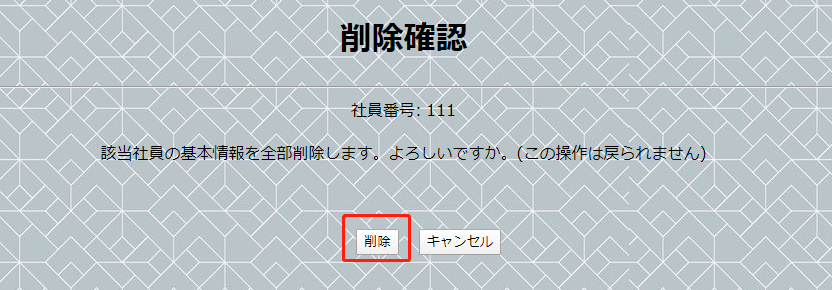 削除確認
社員番号: 111
該当社員の基本情報を全部削除します。よろしいですか。(この操作は戻られません)
削除 キャンセル